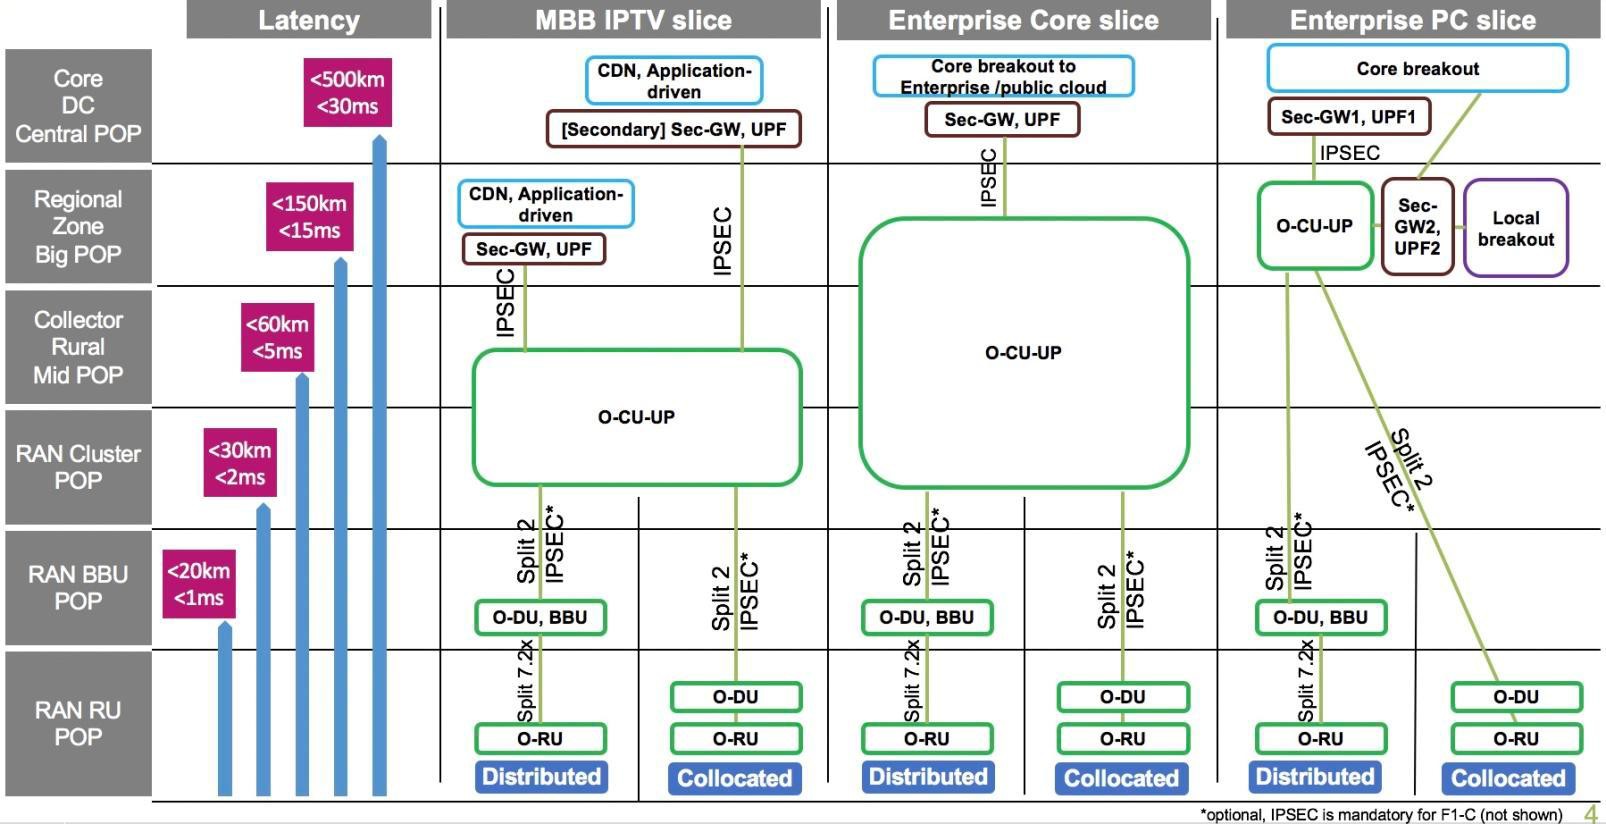 Latency
MBB IPTV slice
Enterprise Core slice
Enterprise PC slice
Core
DC
Central POP
<500km
<30ms
CDN, Application-
driven
[Secondary] Sec-GW, UPF
Core breakout to
Enterprise /public cloud
Sec-GW, UPF
Core breakout
Sec-GW1, UPF1
IPSEC
IPSEC
Regional
Zone
Big POP
<150km
<15ms
CDN, Application-
driven
Sec-GW, UPF
IPSEC
IPSEC
O-CU-UP
Sec-
GW2,
UPF2
Local
breakout
Collector
Rural
Mid POP
<60km
<5ms
O-CU-UP
O-CU-UP
RAN Cluster
POP
<30km
<2ms
Split 2
IPSEC*
RAN BBU
POP
<20km
<1ms
Split 2
IPSEC*
Split 2
IPSEC*
Split 2
IPSEC*
Split 2
IPSEC*
Split 2
IPSEC*
O-DU, BBU
O-DU, BBU
O-DU, BBU
RAN RU
POP
Split 7.2x
Split 7.2x
Split 7.2x
O-DU
O-DU
O-DU
O-RU
O-RU
O-RU
O-RU
O-RU
O-RU
Distributed
Collocated
Distributed
Collocated
Distributed
Collocated
*optional, IPSEC is mandatory for F1-C (not shown)
4